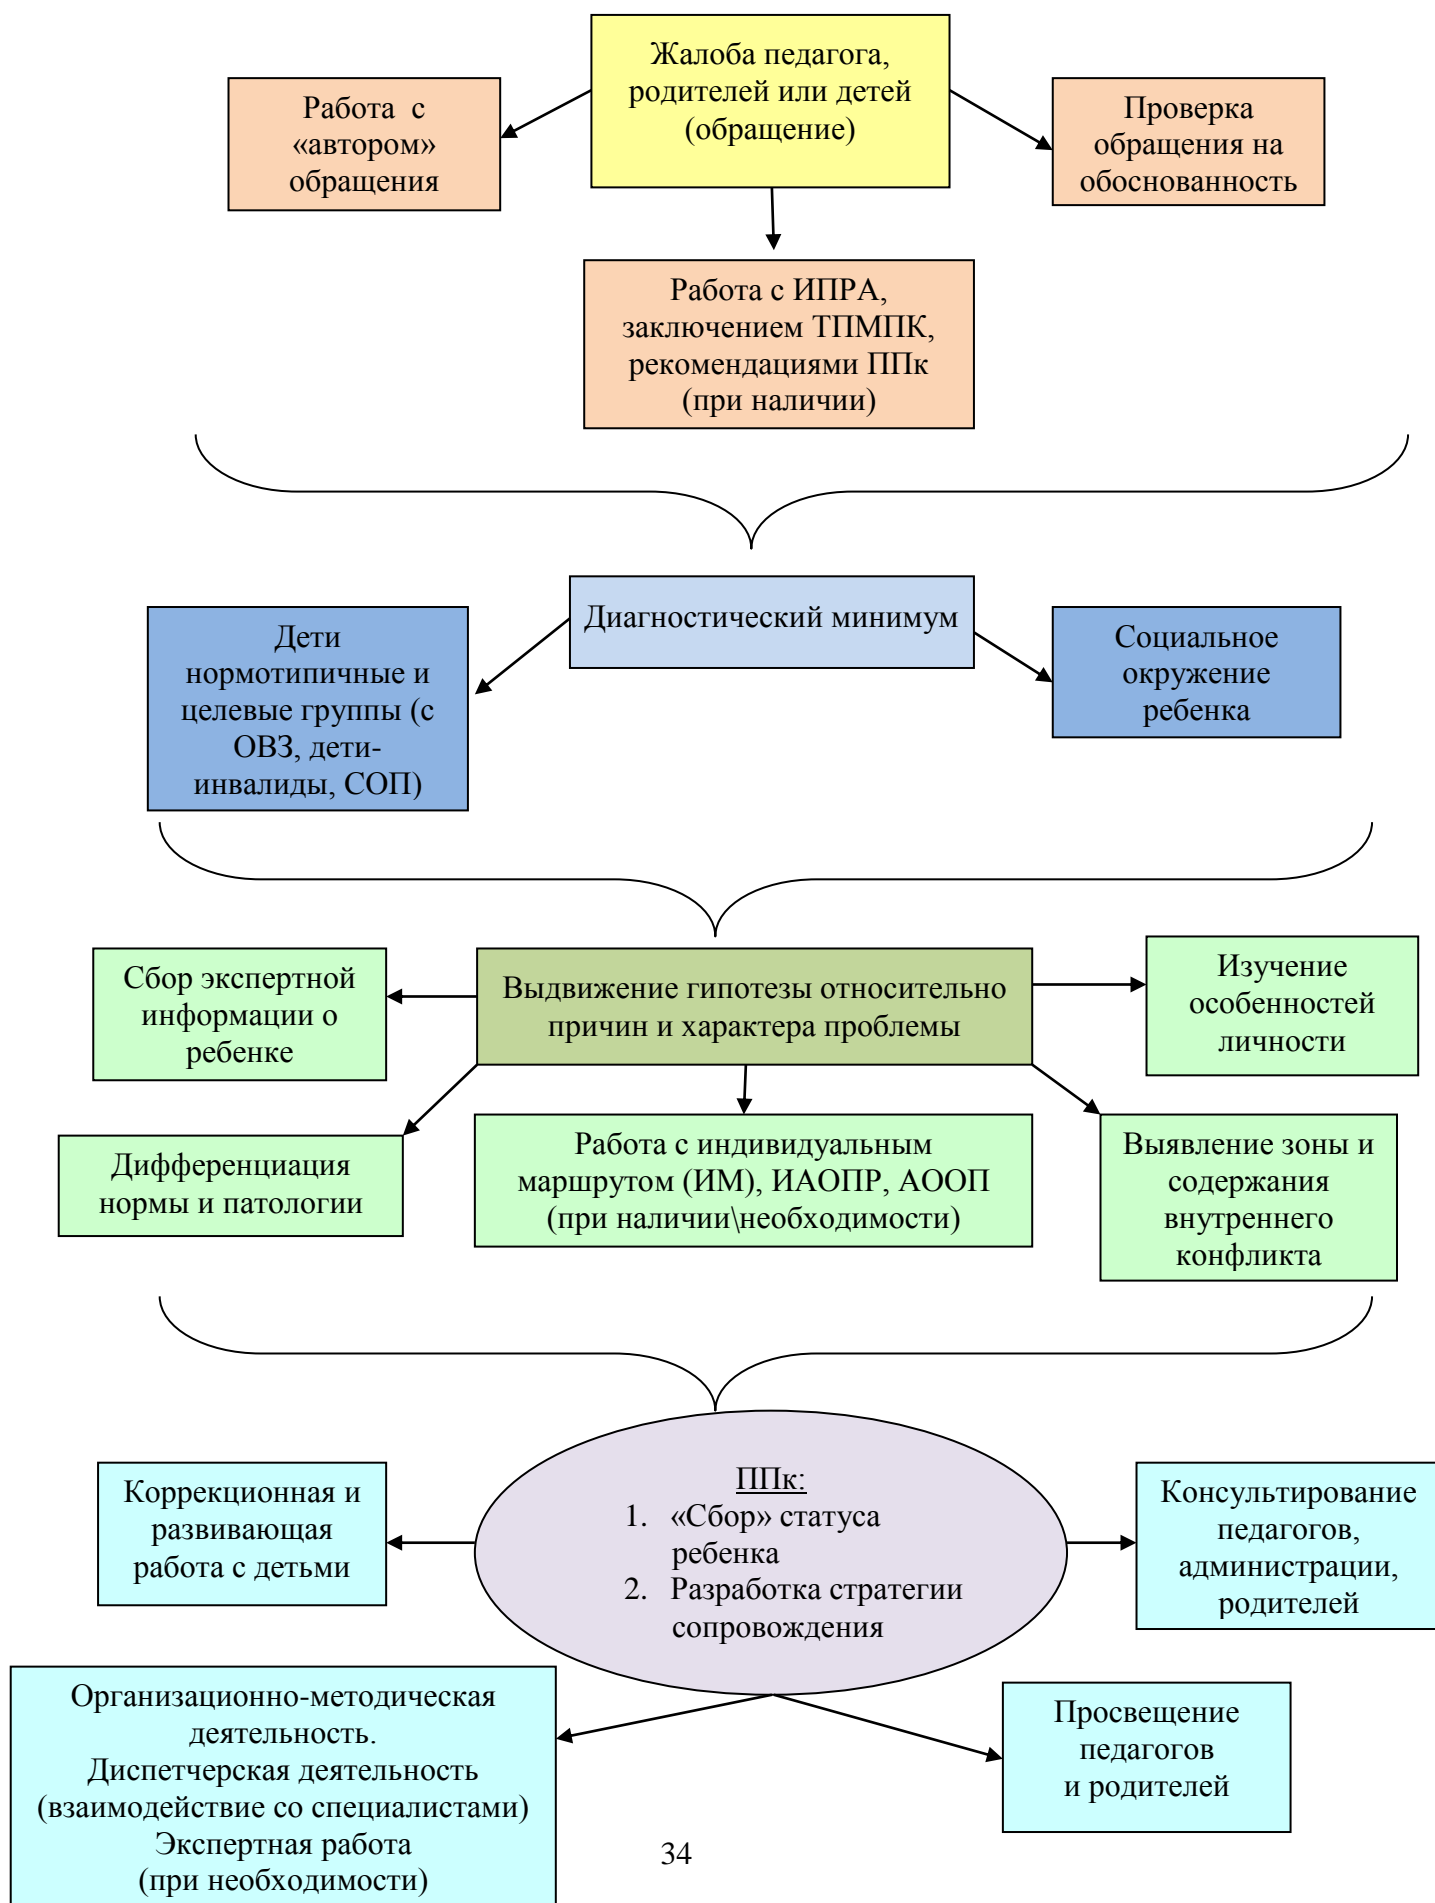 Жалоба педагога,
родителей или детей
(обращение)
Работа с
«автором»
обращения
Проверка
обращения на
обоснованность
Работа с ИПРА,
заключением ТПМПК,
рекомендациями ППк
(при наличии)
Диагностический минимум
Дети
нормотипичные и
целевые группы (с
ОВЗ, дети-
инвалиды, СОП)
Социальное
окружение
ребенка
Сбор экспертной
информации о
ребенке
Выдвижение гипотезы относительно
причин и характера проблемы
Изучение
особенностей
личности
Дифференциация
нормы и патологии
Работа с индивидуальным
маршрутом (ИМ), ИАОПР, АООП
(при наличии\необходимости)
Выявление зоны и
содержания
внутреннего
конфликта
ППк:
1. «Сбор» статуса
ребенка
2. Разработка стратегии
сопровождения
Коррекционная и
развивающая
работа с детьми
Консультирование
педагогов,
администрации,
родителей
Организационно-методическая
деятельность.
Диспетчерская деятельность
(взаимодействие со специалистами)
Экспертная работа
(при необходимости)
Просвещение
педагогов
и родителей
34